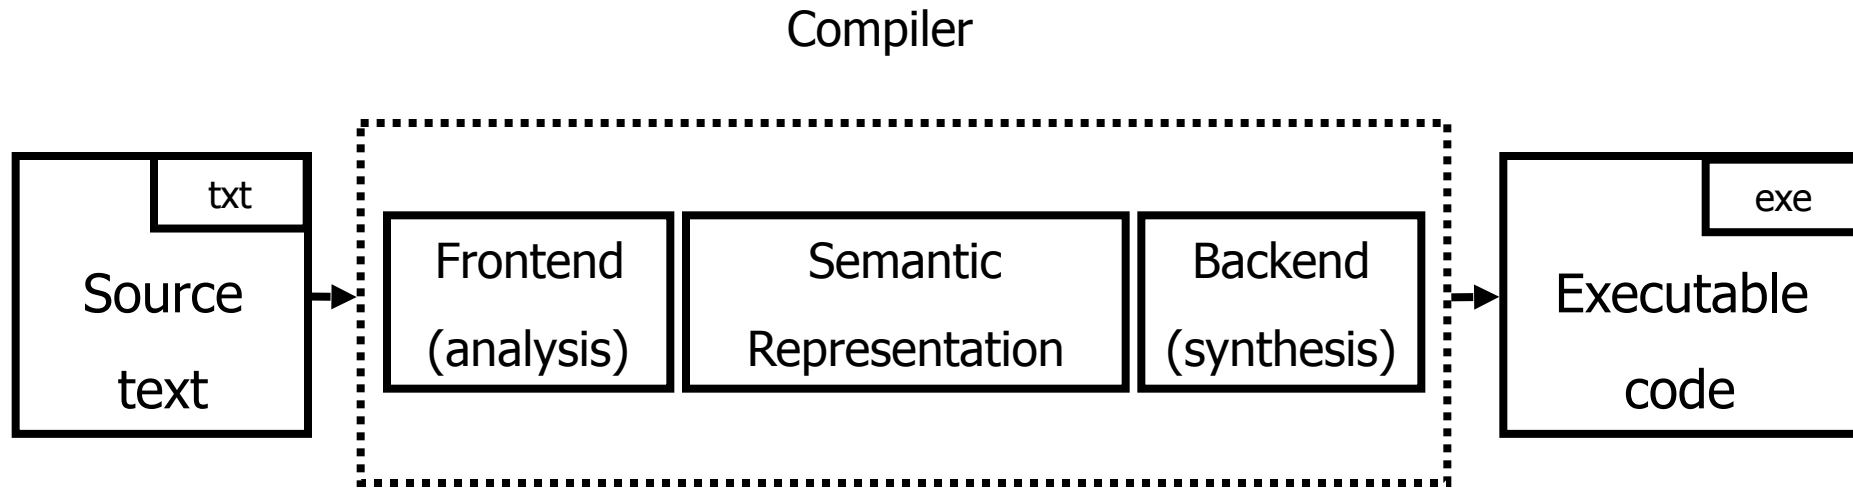 Compiler
txt
Source
text
Frontend
(analysis)
Semantic
Representation
Backend
(synthesis)
exe
Executable
code